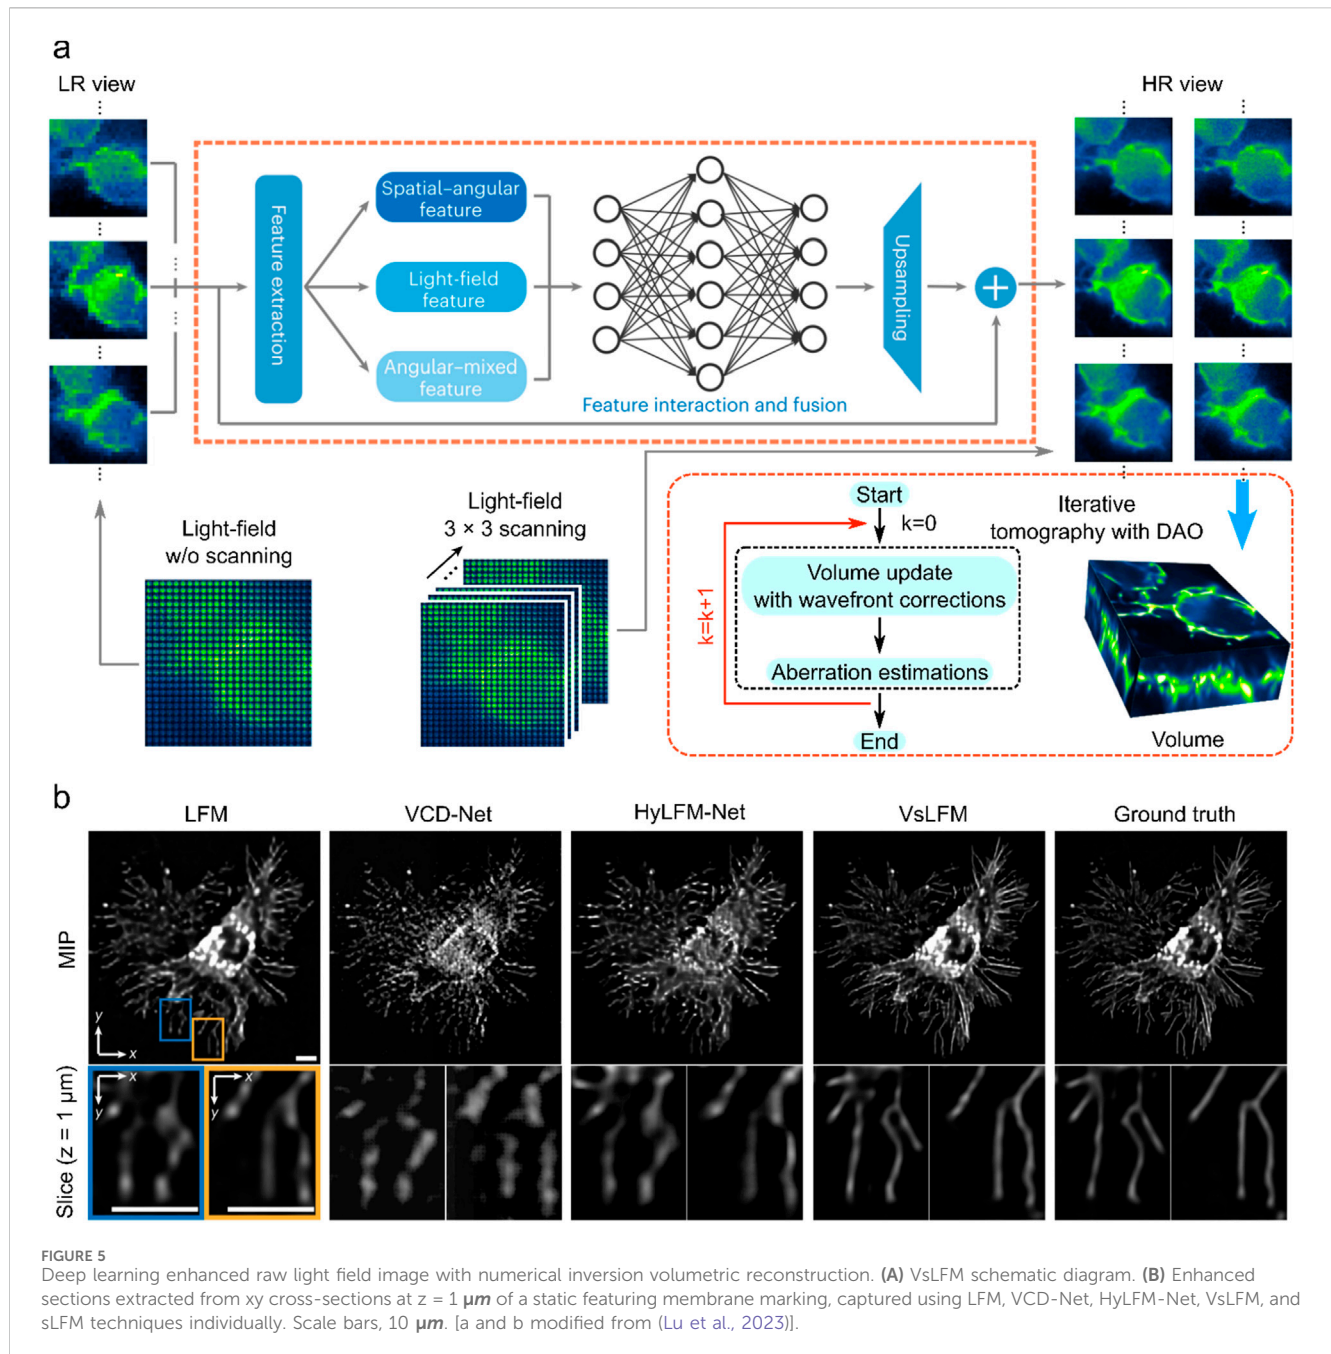 a
LR view
HR view
Feature extraction
Spatial–angular
feature
Light-field
feature
Angular–mixed
feature
Feature interaction and fusion
Upsampling
+
Light-field
w/o scanning
Light-field
3 × 3 scanning
Start
k=0
Volume update
with wavefront corrections
k=k+1
Aberration estimations
End
Iterative
tomography with DAO
Volume
b
LFM
VCD-Net
HyLFM-Net
VsLFM
Ground truth
MIP
y
x
Slice (z = 1 µm)
x
y
x
y
FIGURE 5
Deep learning enhanced raw light field image with numerical inversion volumetric reconstruction. (A) VsLFM schematic diagram. (B) Enhanced
sections extracted from xy cross-sections at z = 1 µm of a static featuring membrane marking, captured using LFM, VCD-Net, HyLFM-Net, VsLFM, and
sLFM techniques individually. Scale bars, 10 µm. [a and b modified from (Lu et al., 2023)].